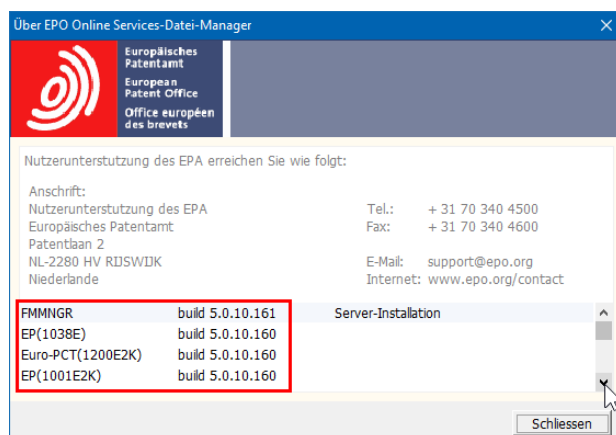 Über EPO Online Services-Datei-Manager
Europäisches
Patentamt
European
Patent Office
Office européen
des brevets
Nutzerunterstutzung des EPA erreichen Sie wie folgt:
Anschrift:
Nutzerunterstutzung des EPA Tel.: + 31 70 340 4500
Europäisches Patentamt Fax: + 31 70 340 4600
Patentlaan 2
NL-2280 HV RIJSWIJK E-Mail: support@epo.org
Niederlande Internet: www.epo.org/contact
FMMNGR build 5.0.10.161 Server-Installation
EP(1038E) build 5.0.10.160
Euro-PCT(1200E2K) build 5.0.10.160
EP(1001E2K) build 5.0.10.160
Schliessen